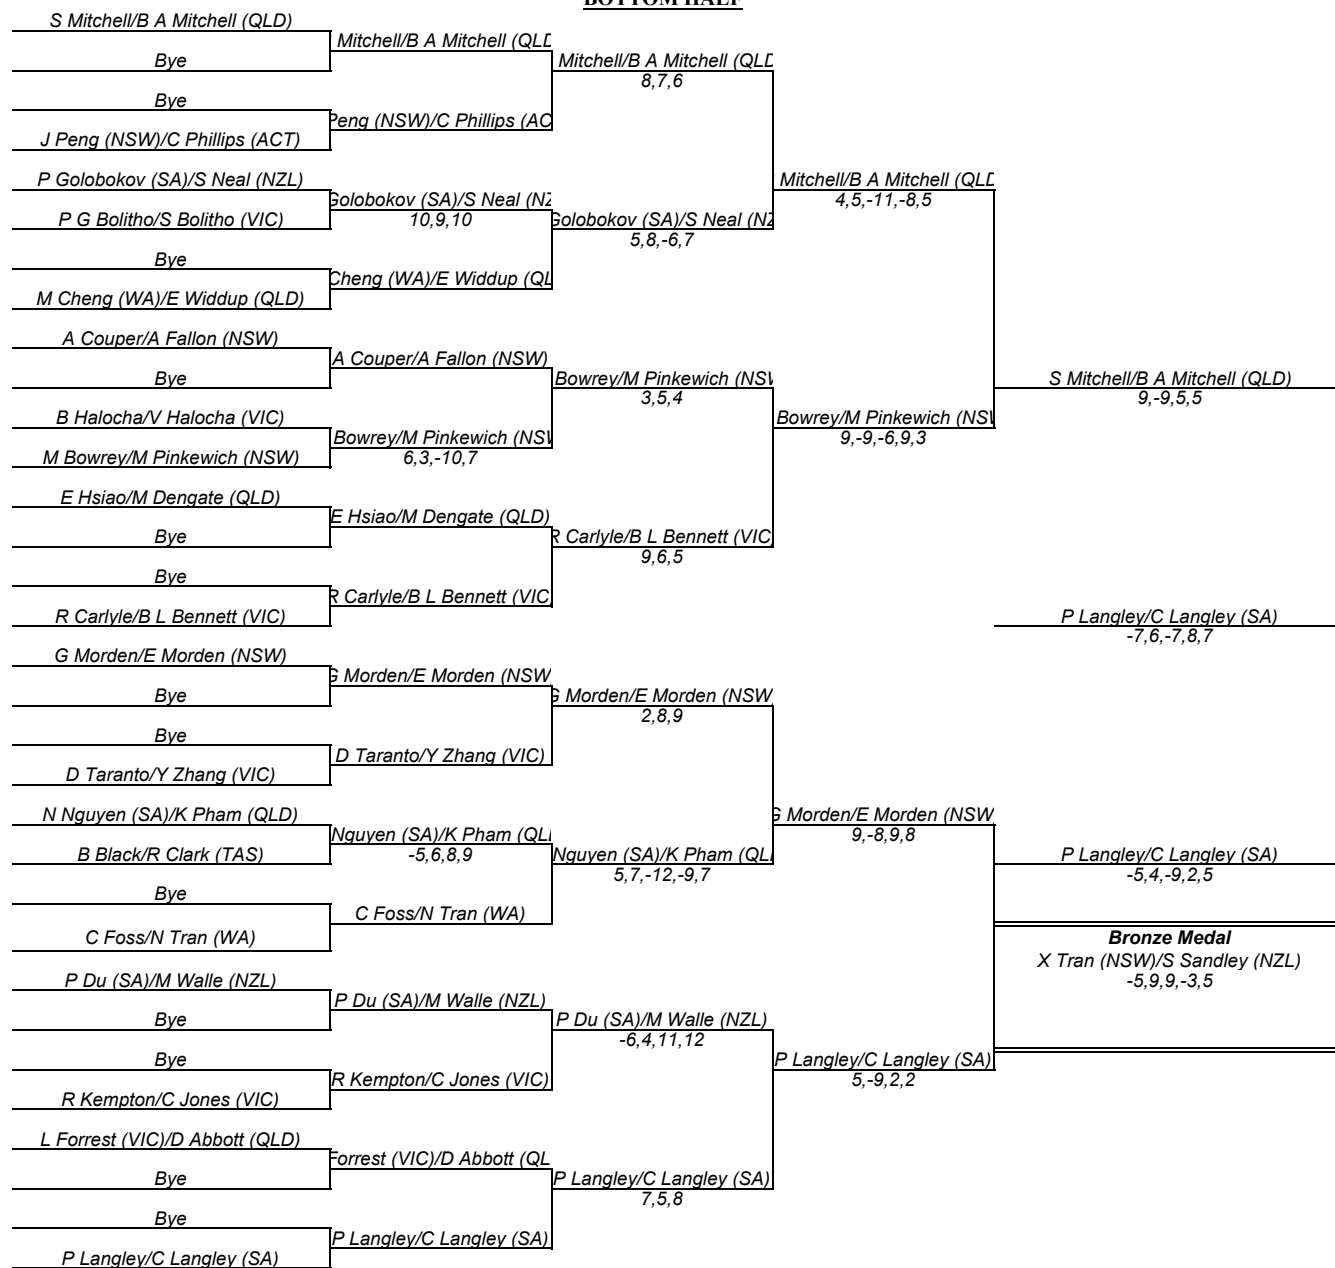 BOTTOM HALF
S Mitchell/B A Mitchell (QLD)
Bye
Bye
J Peng (NSW)/C Phillips (ACT)
P Golobokov (SA)/S Neal (NZL)
P G Bolitho/S Bolitho (VIC)
Bye
M Cheng (WA)/E Widdup (QLD)
A Couper/A Fallon (NSW)
Bye
B Halocha/V Halocha (VIC)
M Bowrey/M Pinkewich (NSW)
E Hsiao/M Dengate (QLD)
Bye
Bye
R Carlyle/B L Bennett (VIC)
G Morden/E Morden (NSW)
Bye
Bye
D Taranto/Y Zhang (VIC)
N Nguyen (SA)/K Pham (QLD)
B Black/R Clark (TAS)
Bye
C Foss/N Tran (WA)
P Du (SA)/M Walle (NZL)
Bye
Bye
R Kempton/C Jones (VIC)
L Forrest (VIC)/D Abbott (QLD)
Bye
Bye
P Langley/C Langley (SA)
Mitchell/B A Mitchell (QLD
Peng (NSW)/C Phillips (AC
Golobokov (SA)/S Neal (NZ
10,9,10
Cheng (WA)/E Widdup (QL
A Couper/A Fallon (NSW)
Bowrey/M Pinkewich (NSW
6,3,-10,7
E Hsiao/M Dengate (QLD)
R Carlyle/B L Bennett (VIC
G Morden/E Morden (NSW
D Taranto/Y Zhang (VIC)
Nguyen (SA)/K Pham (QL
-5,6,8,9
C Foss/N Tran (WA)
P Du (SA)/M Walle (NZL)
R Kempton/C Jones (VIC)
Forrest (VIC)/D Abbott (QL
P Langley/C Langley (SA)
Mitchell/B A Mitchell (QLD
8,7,6
Golobokov (SA)/S Neal (NZ
5,8,-6,7
Bowrey/M Pinkewich (NSW
3,5,4
R Carlyle/B L Bennett (VIC
9,6,5
G Morden/E Morden (NSW
2,8,9
Nguyen (SA)/K Pham (QL
5,7,-12,-9,7
P Du (SA)/M Walle (NZL)
-6,4,11,12
P Langley/C Langley (SA)
7,5,8
Mitchell/B A Mitchell (QLD
4,5,-11,-8,5
Bowrey/M Pinkewich (NSW
9,-9,-6,9,3
G Morden/E Morden (NSW
9,-8,9,8
P Langley/C Langley (SA)
5,-9,2,2
S Mitchell/B A Mitchell (QLD)
9,-9,5,5
P Langley/C Langley (SA)
-7,6,-7,8,7
P Langley/C Langley (SA)
-5,4,-9,2,5
Bronze Medal
X Tran (NSW)/S Sandley (NZL)
-5,9,9,-3,5